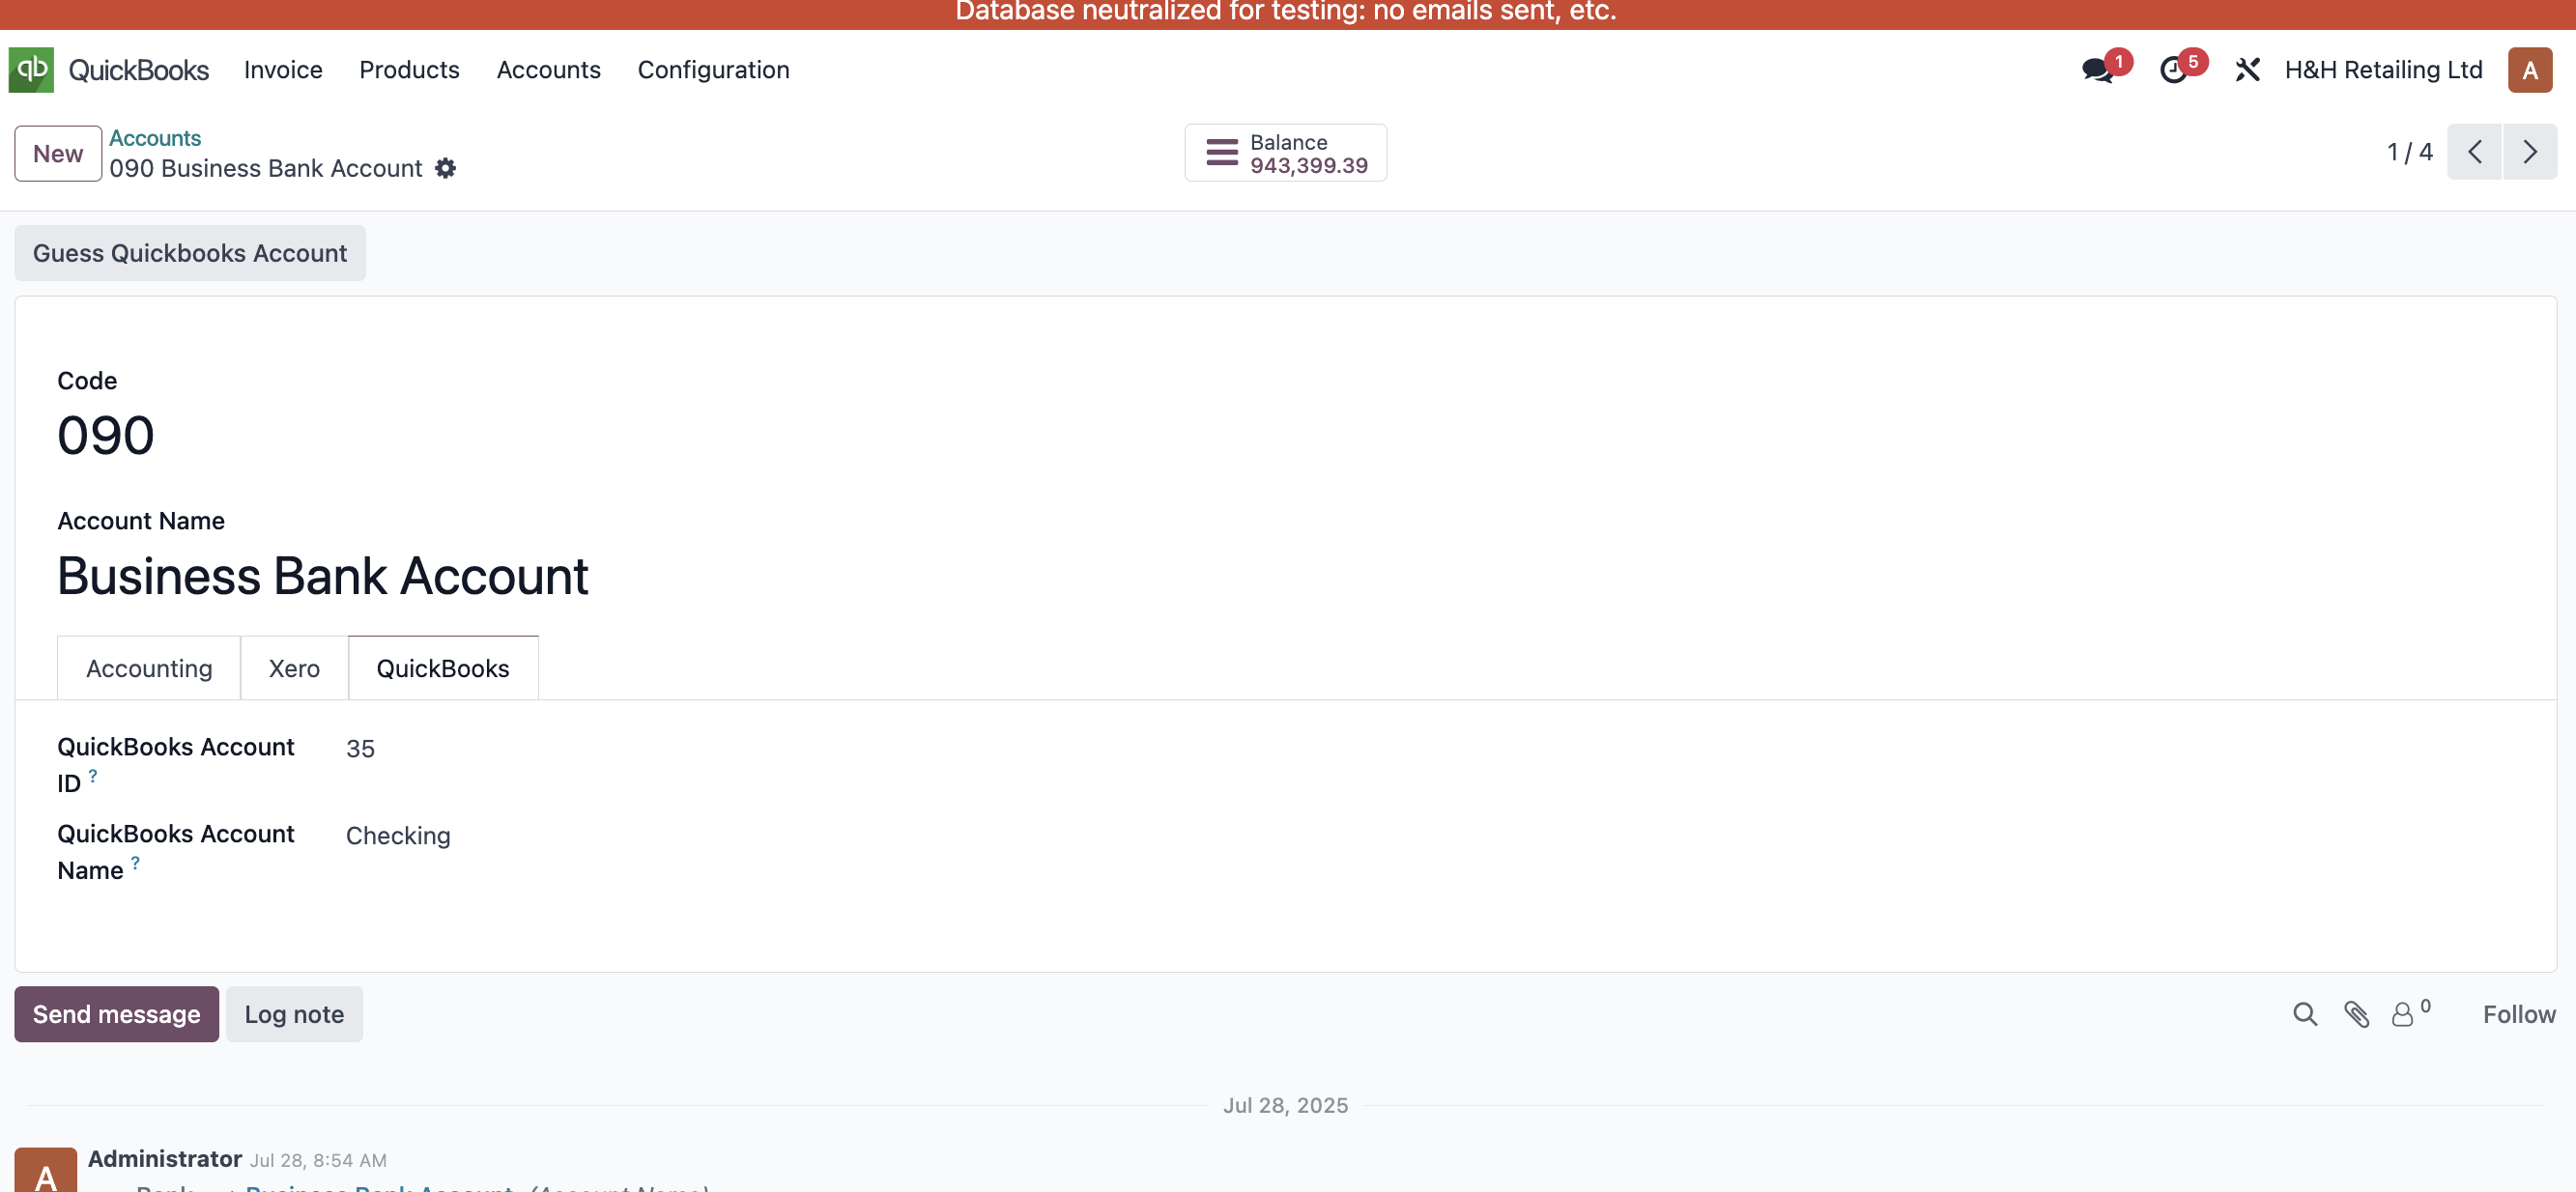 Database neutralized for testing: no emails sent, etc.
qb QuickBooks Invoice Products Accounts Configuration 1 5 H&H Retailing Ltd A
New Accounts
090 Business Bank Account
Balance
943,399.39
1 / 4
Guess Quickbooks Account
Code
090
Account Name
Business Bank Account
Accounting Xero QuickBooks
QuickBooks Account ID ? 35
QuickBooks Account Name ? Checking
Send message Log note 0 Follow
Jul 28, 2025
A Administrator Jul 28, 8:54 AM
Bank Business Bank Account (Account Name)